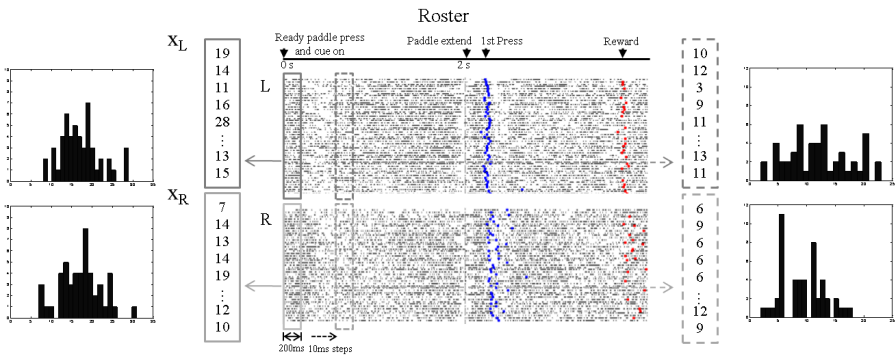 Roster
Ready paddle press
and cue on
Paddle extend
1st Press
Reward
0 s
2 s
X_L
19
14
11
16
28
⋮
13
15
L
10
12
3
9
11
⋮
13
11
X_R
7
14
13
14
19
⋮
12
10
R
6
9
6
6
6
⋮
12
9
200ms
10ms steps